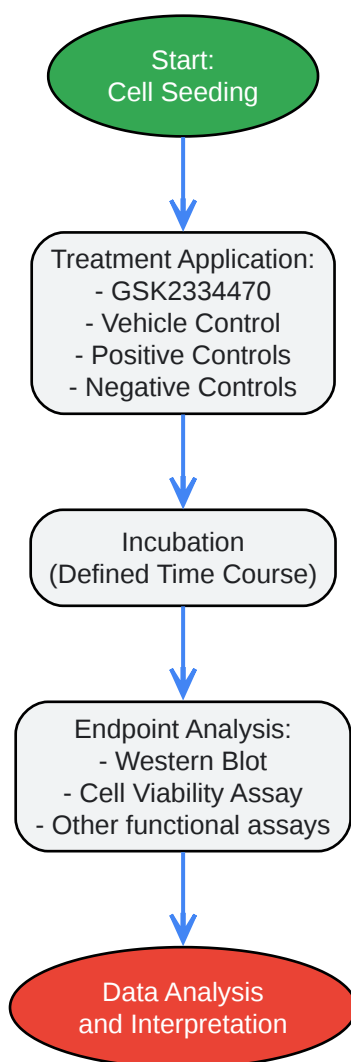 Start:
Cell Seeding
Treatment Application:
- GSK2334470
- Vehicle Control
- Positive Controls
- Negative Controls
Incubation
(Defined Time Course)
Endpoint Analysis:
- Western Blot
- Cell Viability Assay
- Other functional assays
Data Analysis
and Interpretation